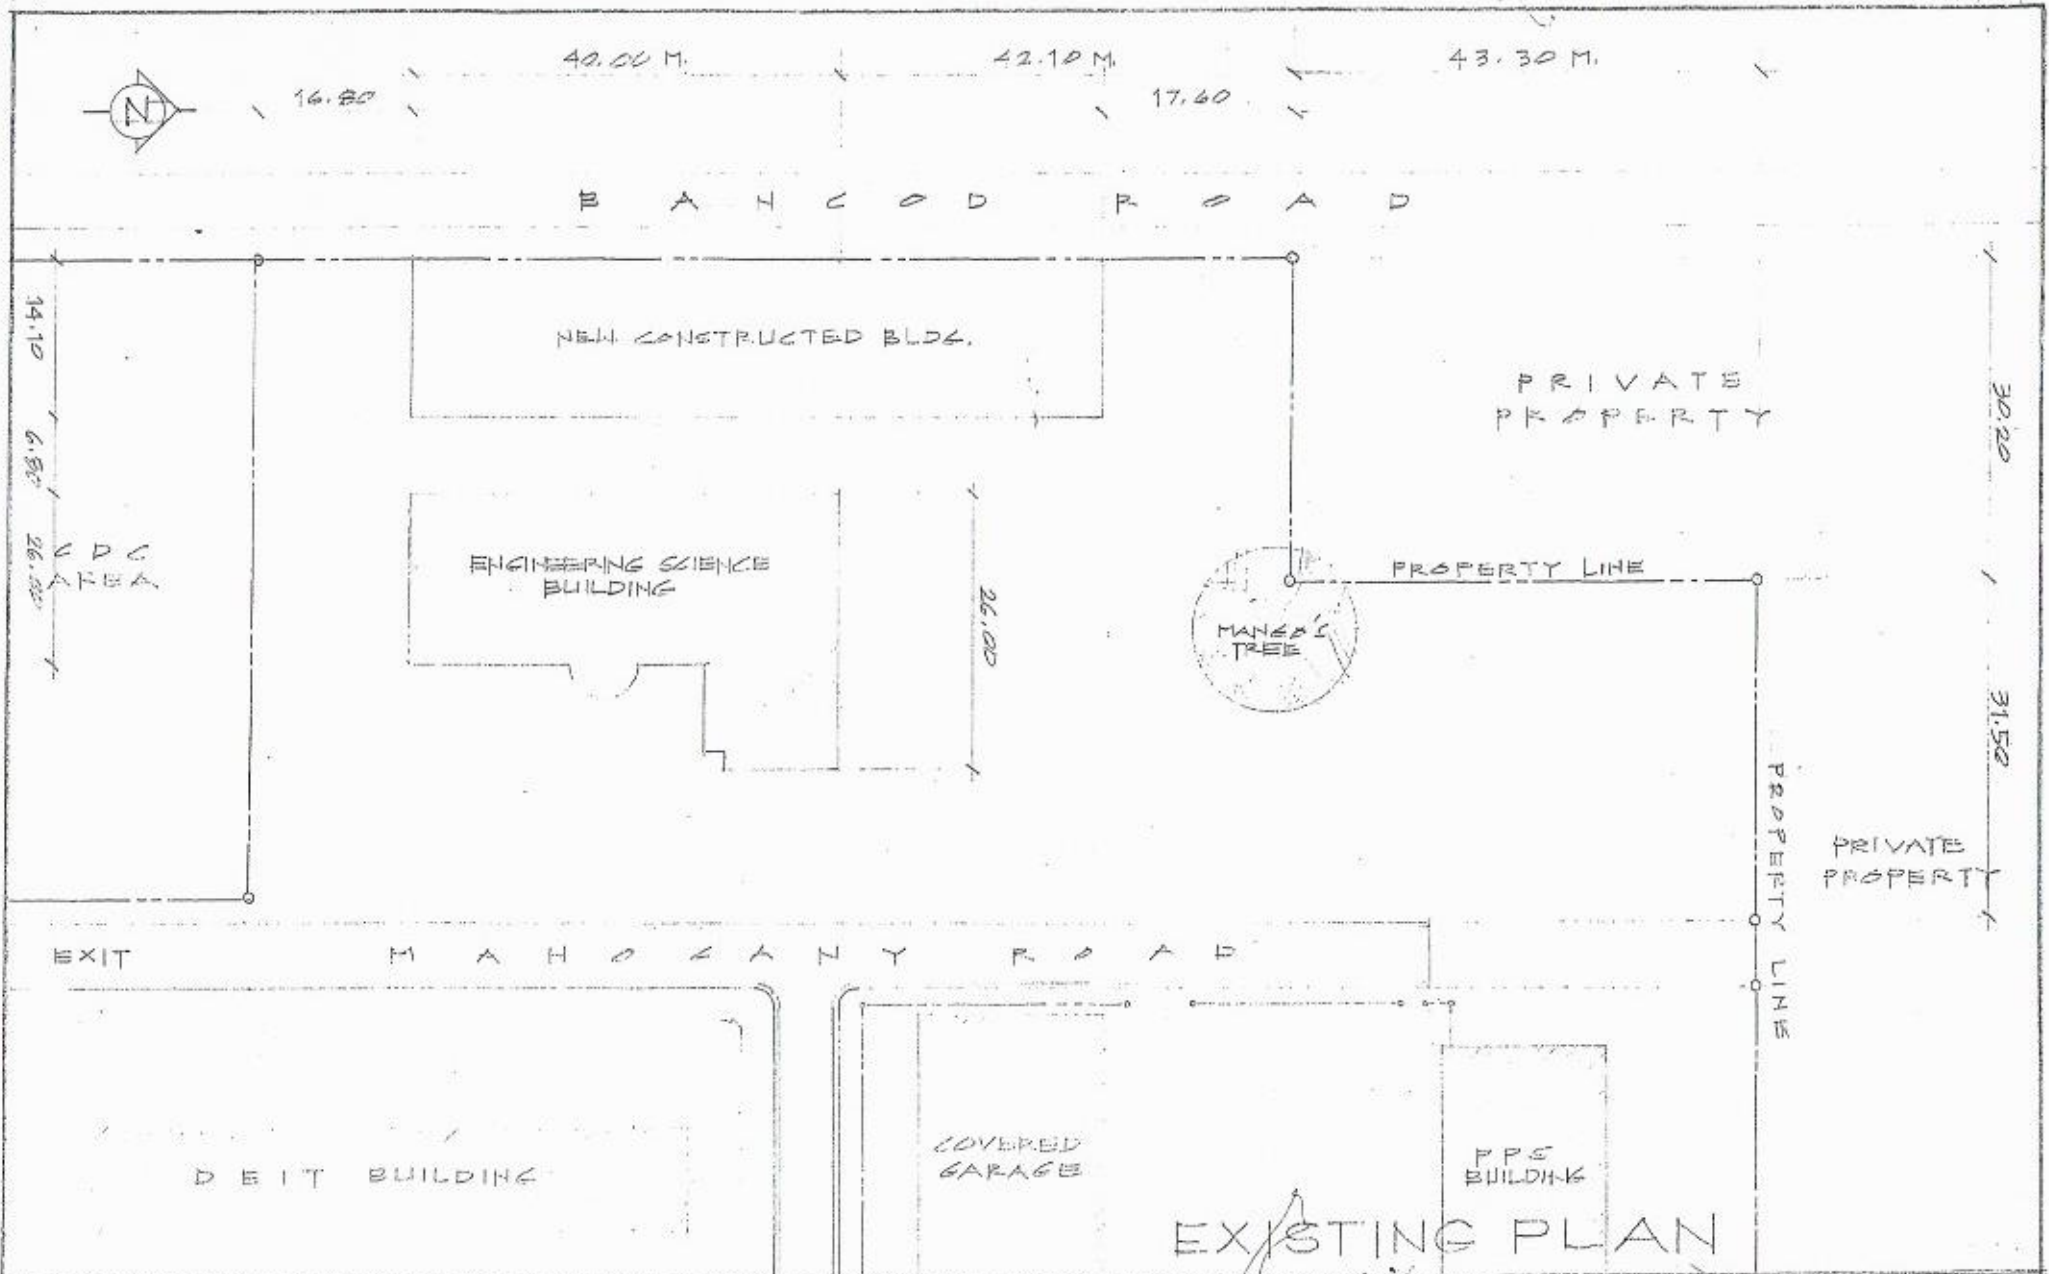 40.00 M.
42.10 M.
43.30 M.
N
16.80
17.60
BANCOD ROAD
14.10
NEW CONSTRUCTED BLDG.
PRIVATE
PROPERTY
30.20
6.80
26.00
CDC
AREA
ENGINEERING SCIENCE
BUILDING
26.00
PROPERTY LINE
MANGO'S
TREE
31.50
PROPERTY LINE
PRIVATE
PROPERTY
EXIT
MAHOGANY ROAD
DEIT BUILDING
COVERED
GARAGE
PPS
BUILDING
EXISTING PLAN